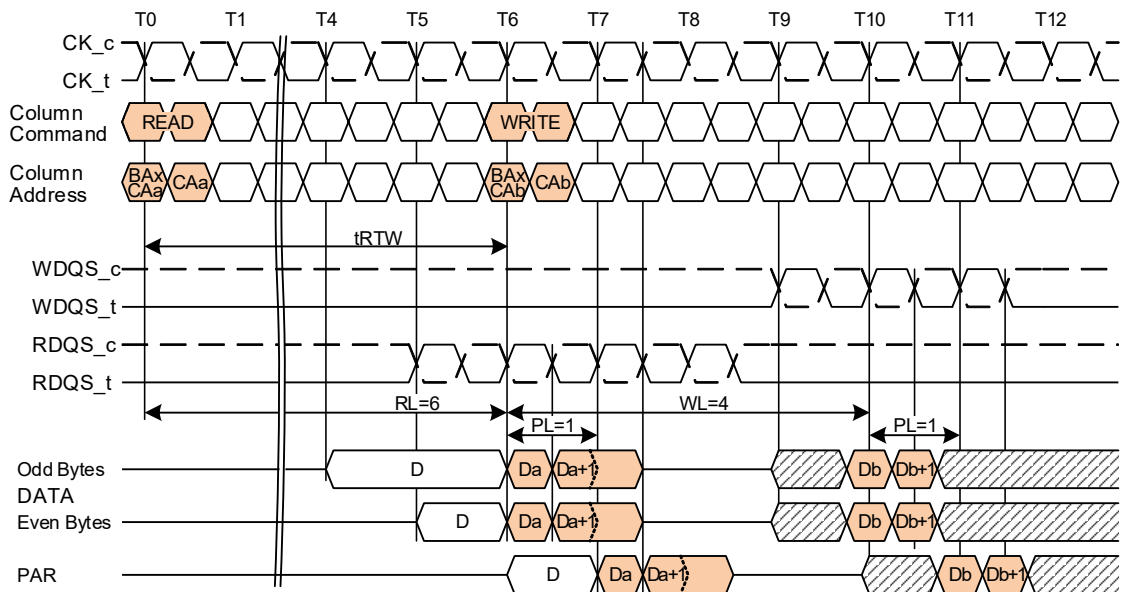 T0 T1 T4 T5 T6 T7 T8 T9 T10 T11 T12
CK_c
CK_t
Column
Command
READ WRITE
Column
Address
BAx
CAa
CAa
BAx
CAb
CAb
tRTW
WDQS_c
WDQS_t
RDQS_c
RDQS_t
RL=6 WL=4
PL=1 PL=1
Odd Bytes D Da Da+1 Db Db+1
DATA
Even Bytes D Da Da+1 Db Db+1
PAR D Da Da+1 Db Db+1